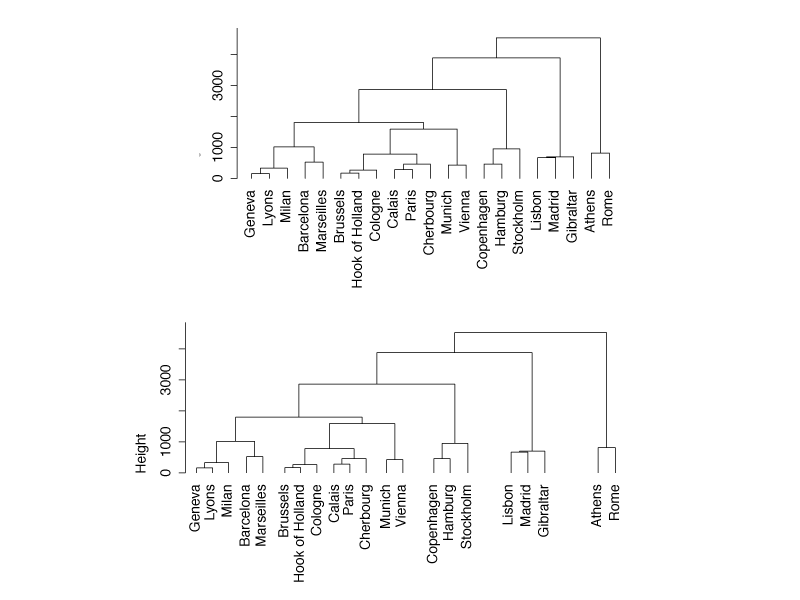 3000
1000
0
Geneva
Lyons
Milan
Barcelona
Marseilles
Brussels
Hook of Holland
Cologne
Calais
Paris
Cherbourg
Munich
Vienna
Copenhagen
Hamburg
Stockholm
Lisbon
Madrid
Gibraltar
Athens
Rome
Height
3000
1000
0
Geneva
Lyons
Milan
Barcelona
Marseilles
Brussels
Hook of Holland
Cologne
Calais
Paris
Cherbourg
Munich
Vienna
Copenhagen
Hamburg
Stockholm
Lisbon
Madrid
Gibraltar
Athens
Rome